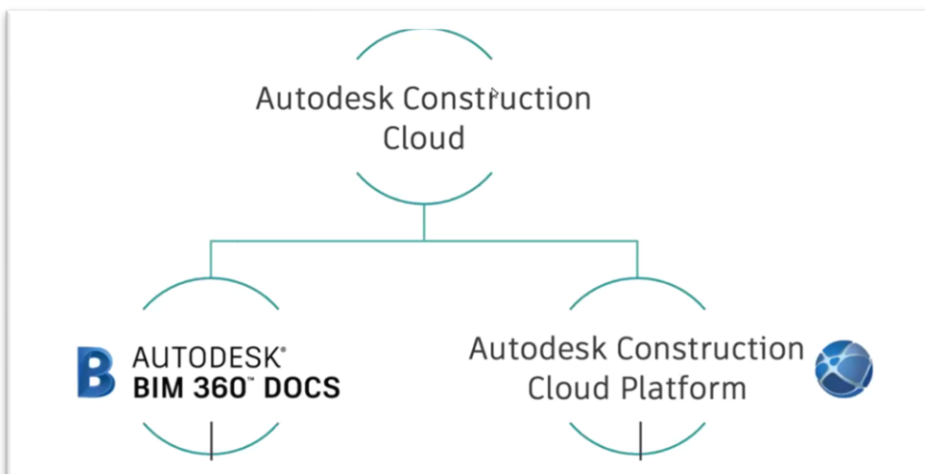 Autodesk Construction
Cloud
AUTODESK®
BIM 360™ DOCS
Autodesk Construction
Cloud Platform